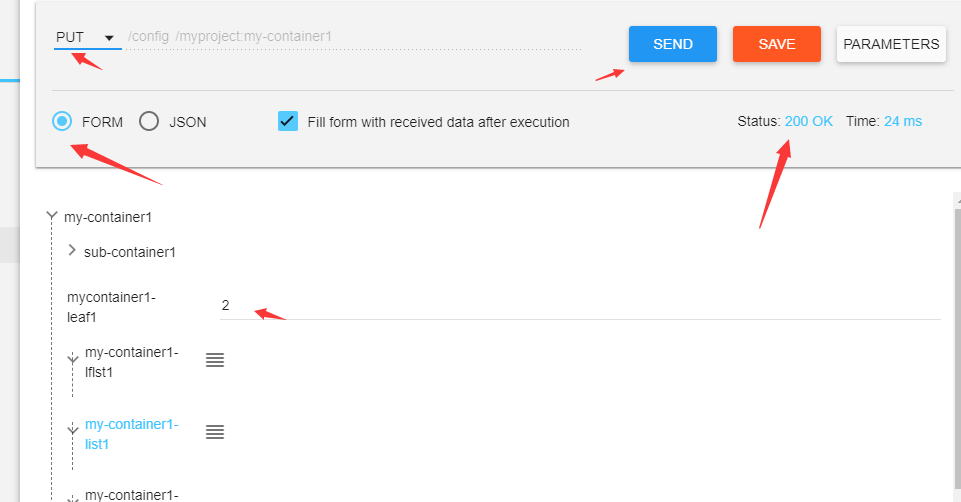 PUT /config /myproject:my-container1 SEND SAVE PARAMETERS
FORM JSON Fill form with received data after execution Status: 200 OK Time: 24 ms
my-container1
sub-container1
mycontainer1-
leaf1
2
my-container1-
lflst1
my-container1-
list1
my-container1-